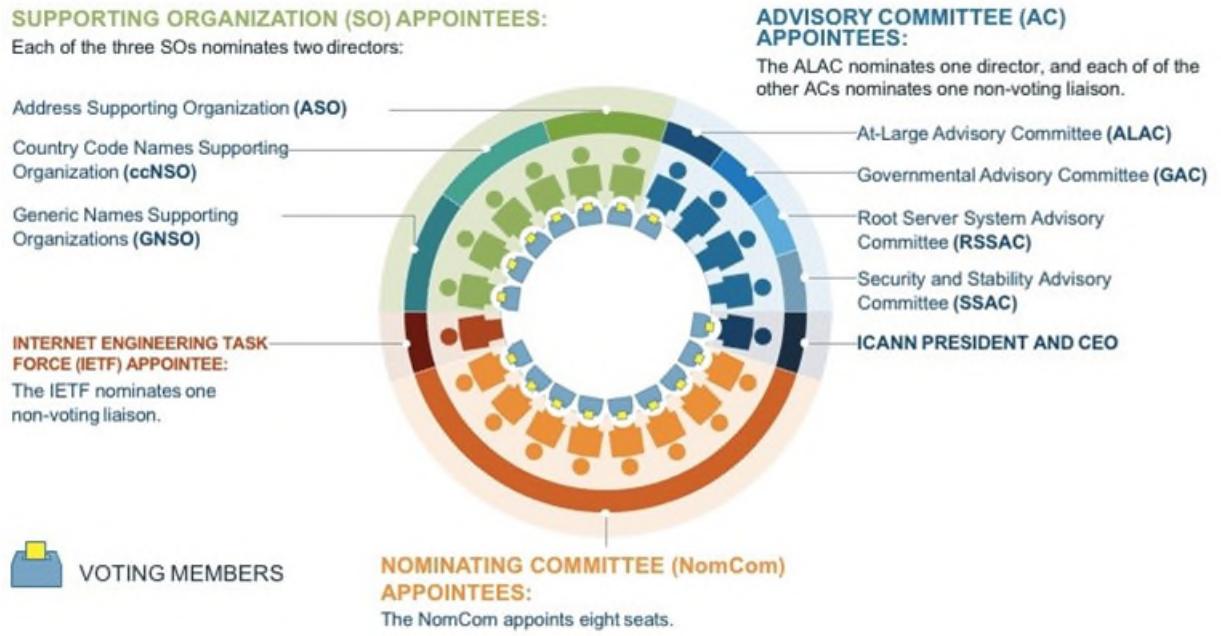 SUPPORTING ORGANIZATION (SO) APPOINTEES:
Each of the three SOs nominates two directors:
Address Supporting Organization (ASO)
Country Code Names Supporting
Organization (ccNSO)
Generic Names Supporting
Organizations (GNSO)
INTERNET ENGINEERING TASK
FORCE (IETF) APPOINTEE:
The IETF nominates one
non-voting liaison.
VOTING MEMBERS
ADVISORY COMMITTEE (AC)
APPOINTEES:
The ALAC nominates one director, and each of of the
other ACs nominates one non-voting liaison.
At-Large Advisory Committee (ALAC)
Governmental Advisory Committee (GAC)
Root Server System Advisory
Committee (RSSAC)
Security and Stability Advisory
Committee (SSAC)
ICANN PRESIDENT AND CEO
NOMINATING COMMITTEE (NomCom)
APPOINTEES:
The NomCom appoints eight seats.